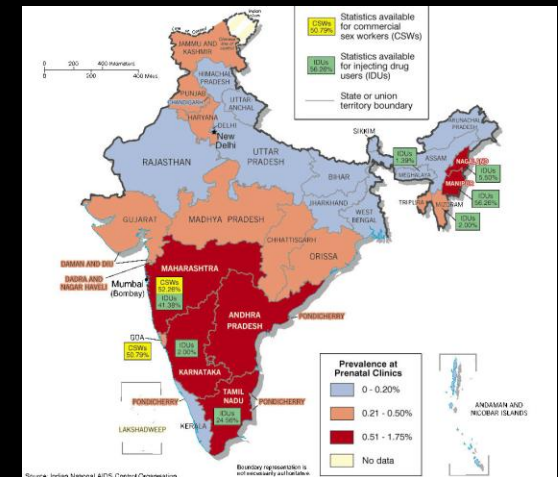 CSWs
50.79%
Statistics available
for commercial
sex workers (CSWs)
IDUs
56.26%
Statistics available
for injecting drug
users (IDUs)
State or union
territory boundary
0 200 400 Kilometers
0 200 400 Miles
JAMMU AND
KASHMIR
HIMACHAL
PRADESH
PUNJAB
CHANDIGARH
UTTAR
ANCHAL
HARYANA
DELHI
New
Delhi
RAJASTHAN
UTTAR
PRADESH
SIKKIM
ARUNACHAL
PRADESH
IDUs
1.39%
ASSAM
NAGALAND
IDUs
5.50%
MEGHALAYA
MANIPUR
IDUs
56.26%
BIHAR
TRIPURA
MIZORAM
IDUs
2.00%
JHARKHAND
WEST
BENGAL
GUJARAT
MADHYA PRADESH
CHHATTISGARH
ORISSA
DAMAN AND DIU
DADRA AND
NAGAR HAVELI
MAHARASHTRA
Mumbai
(Bombay)
CSWs
52.26%
IDUs
41.38%
ANDHRA
PRADESH
PONDICHERRY
GOA
CSWs
50.79%
IDUs
2.00%
KARNATAKA
TAMIL
NADU
PONDICHERRY
PONDICHERRY
IDUs
24.56%
LAKSHADWEEP
KERALA
Prevalence at
Prenatal Clinics
0 - 0.20%
0.21 - 0.50%
0.51 - 1.75%
No data
ANDAMAN AND
NICOBAR ISLANDS
Source: Indian National AIDS Control Organisation
Boundary representation is
not necessarily authoritative.